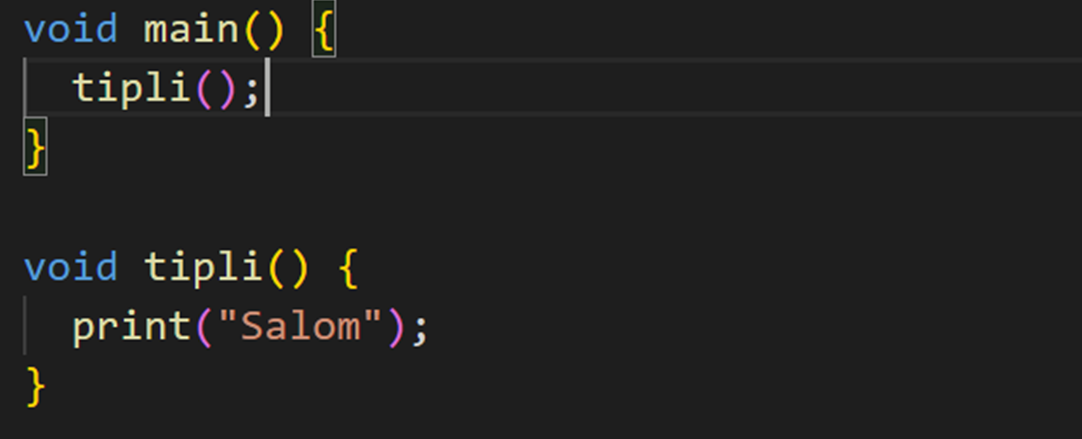 void main() {
  tipli();
}

void tipli() {
  print("Salom");
}